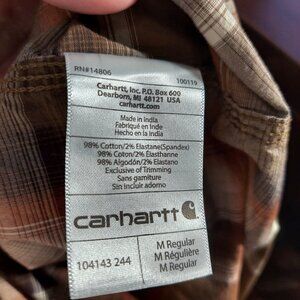 RN#14806 100119
Carhartt, Inc. P.O. Box 600
Dearborn, MI 48121 USA
carhartt.com
Made in India
Fabriqué en Inde
Hecho en la India
98% Cotton/2% Elastane(Spandex)
98% Coton/2% Élasthanne
98% Algodón/2% Elastano
Exclusive of Trimming
Sans garniture
Sin incluir adorno
carhartt
104143 244
M Regular
M Régulière
M Regular